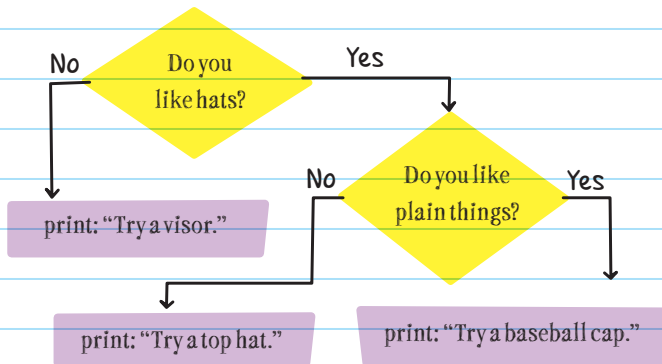 No
Do you
like hats?
Yes
No
Do you like
plain things?
Yes
print: “Try a visor.”
print: “Try a top hat.”
print: “Try a baseball cap.”